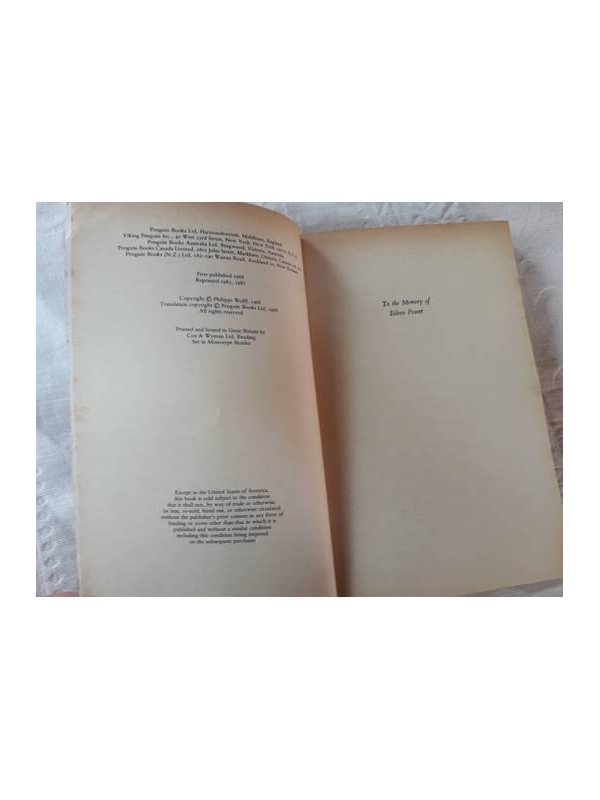 Penguin Books Ltd, Harmondsworth, Middlesex, England
Viking Penguin Inc., 40 West 23rd Street, New York, New York 10010, U.S.A.
Penguin Books Australia Ltd, Ringwood, Victoria, Australia
Penguin Books Canada Limited, 2801 John Street, Markham, Ontario, Canada
Penguin Books (N.Z.) Ltd, 182–190 Wairau Road, Auckland 10, New Zealand
First published 1968
Reprinted 1985, 1987
Copyright © Philippe Wolff, 1968
Translation copyright © Penguin Books Ltd, 1968
All rights reserved
Printed and bound in Great Britain by
Cox & Wyman Ltd, Reading
Set in Monotype Bembo
Except in the United States of America,
this book is sold subject to the condition
that it shall not, by way of trade or otherwise,
be lent, re-sold, hired out, or otherwise circulated
without the publisher's prior consent in any form of
binding or cover other than that in which it is
published and without a similar condition
including this condition being imposed
on the subsequent purchaser
To the Memory of
Eileen Power